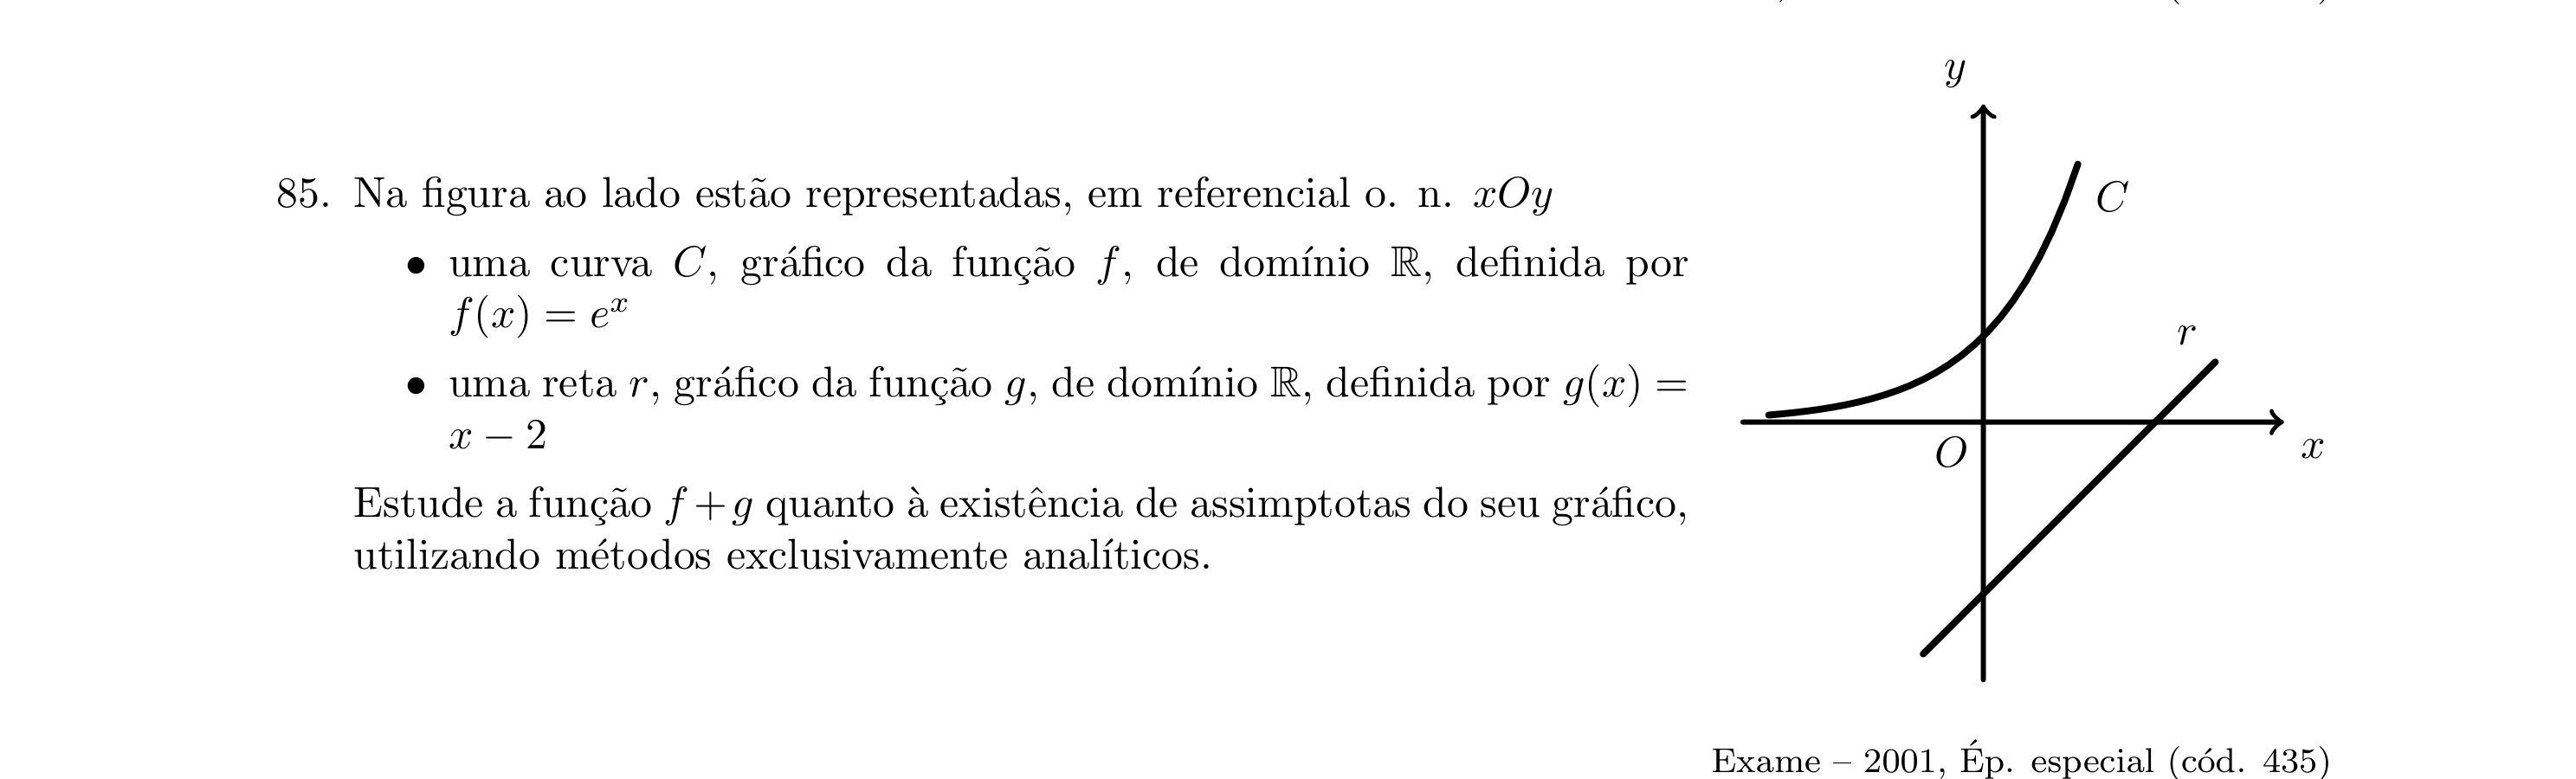 85. Na figura ao lado estão representadas, em referencial o. n. xOy
• uma curva C, gráfico da função f, de domínio ℝ, definida por
f(x) = eˣ
• uma reta r, gráfico da função g, de domínio ℝ, definida por g(x) =
x − 2
Estude a função f + g quanto à existência de assimptotas do seu gráfico,
utilizando métodos exclusivamente analíticos.
y
C
r
O
x
Exame – 2001, Ép. especial (cód. 435)